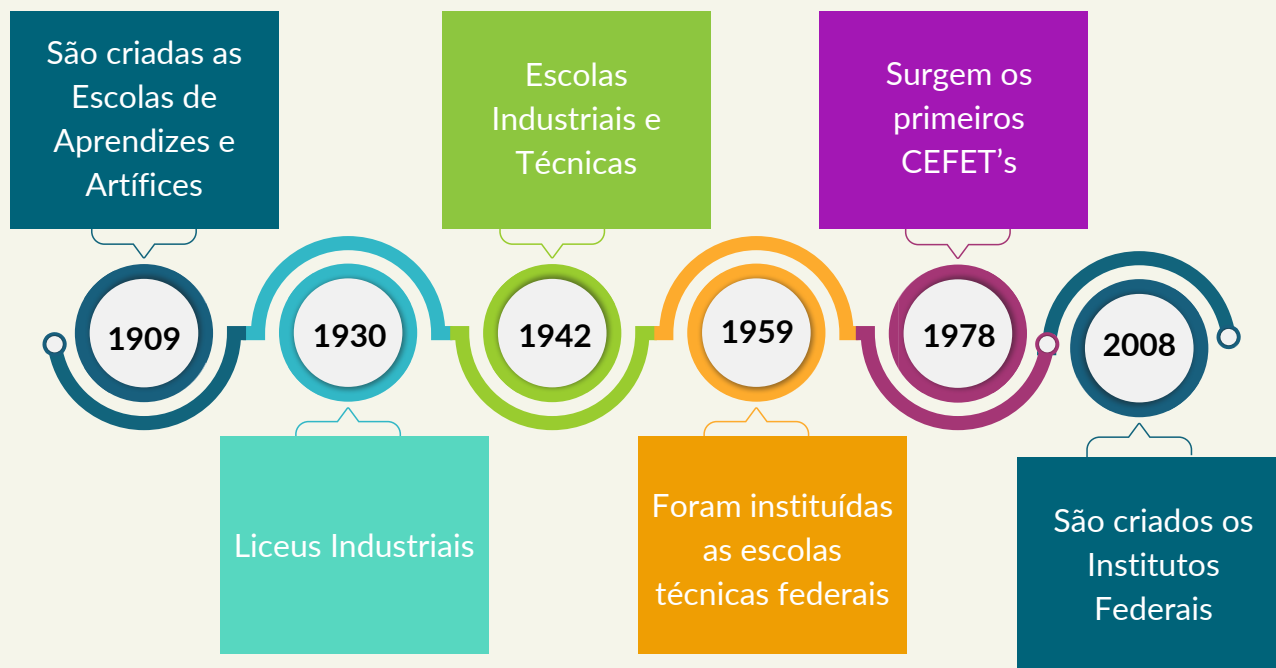 São criadas as
Escolas de
Aprendizes e
Artífices
Escolas
Industriais e
Técnicas
Surgem os
primeiros
CEFET’s
1909
1930
1942
1959
1978
2008
Liceus Industriais
Foram instituídas
as escolas
técnicas federais
São criados os
Institutos
Federais